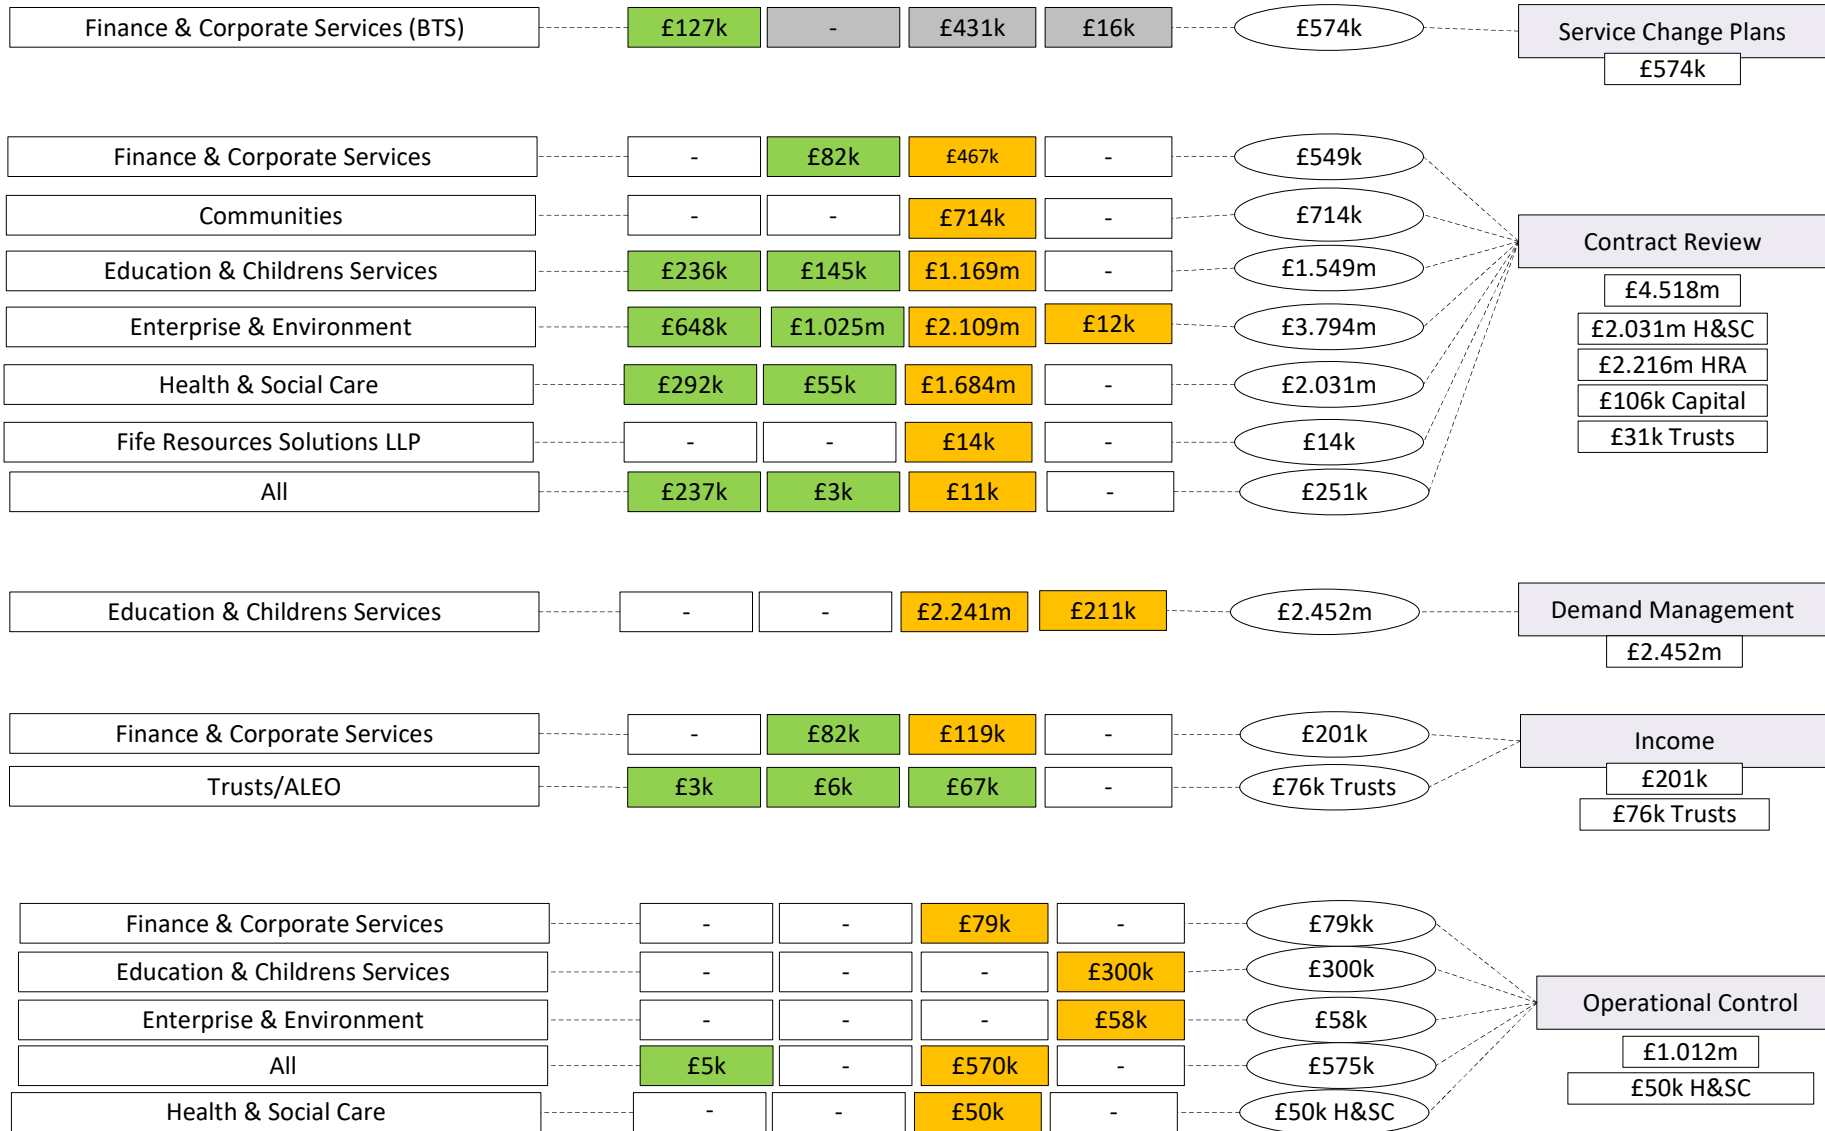 Finance & Corporate Services (BTS) £127k - £431k £16k £574k Service Change Plans
£574k
Finance & Corporate Services - £82k £467k - £549k
Communities - - £714k - £714k
Contract Review
Education & Childrens Services £236k £145k £1.169m - £1.549m
£4.518m
Enterprise & Environment £648k £1.025m £2.109m £12k £3.794m
£2.031m H&SC
£2.216m HRA
Health & Social Care £292k £55k £1.684m - £2.031m
£106k Capital
Fife Resources Solutions LLP - - £14k - £14k
£31k Trusts
All £237k £3k £11k - £251k
Education & Childrens Services - - £2.241m £211k £2.452m Demand Management
£2.452m
Finance & Corporate Services - £82k £119k - £201k Income
£201k
Trusts/ALEO £3k £6k £67k - £76k Trusts
£76k Trusts
Finance & Corporate Services - - £79k - £79kk
Education & Childrens Services - - - £300k £300k
Operational Control
Enterprise & Environment - - - £58k £58k
£1.012m
All £5k - £570k - £575k
£50k H&SC
Health & Social Care - - £50k - £50k H&SC